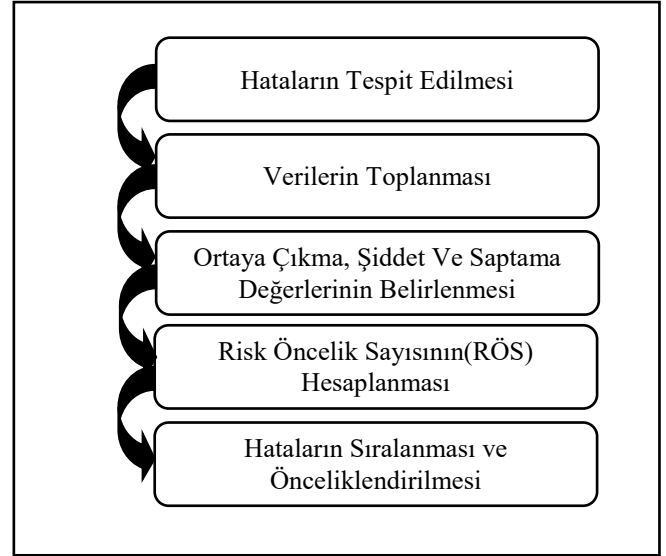 Hataların Tespit Edilmesi
Verilerin Toplanması
Ortaya Çıkma, Şiddet Ve Saptama
Değerlerinin Belirlenmesi
Risk Öncelik Sayısının(RÖS)
Hesaplanması
Hataların Sıralanması ve
Önceliklendirilmesi